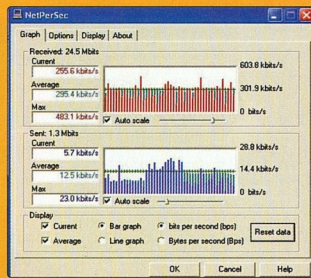 NetPerSec
Graph Options Display About
Received: 24.5 Mbits
Current
255.6 kbits/s
Average
295.4 kbits/s
Max
483.1 kbits/s
603.8 kbits/s
301.9 kbits/s
0 bits/s
Auto scale
Sent: 1.3 Mbits
Current
5.7 kbits/s
Average
12.5 kbits/s
Max
23.0 kbits/s
28.8 kbits/s
14.4 kbits/s
0 bits/s
Auto scale
Display
Current Bar graph bits per second (bps)
Average Line graph Bytes per second (Bps)
Reset data
OK Cancel Help